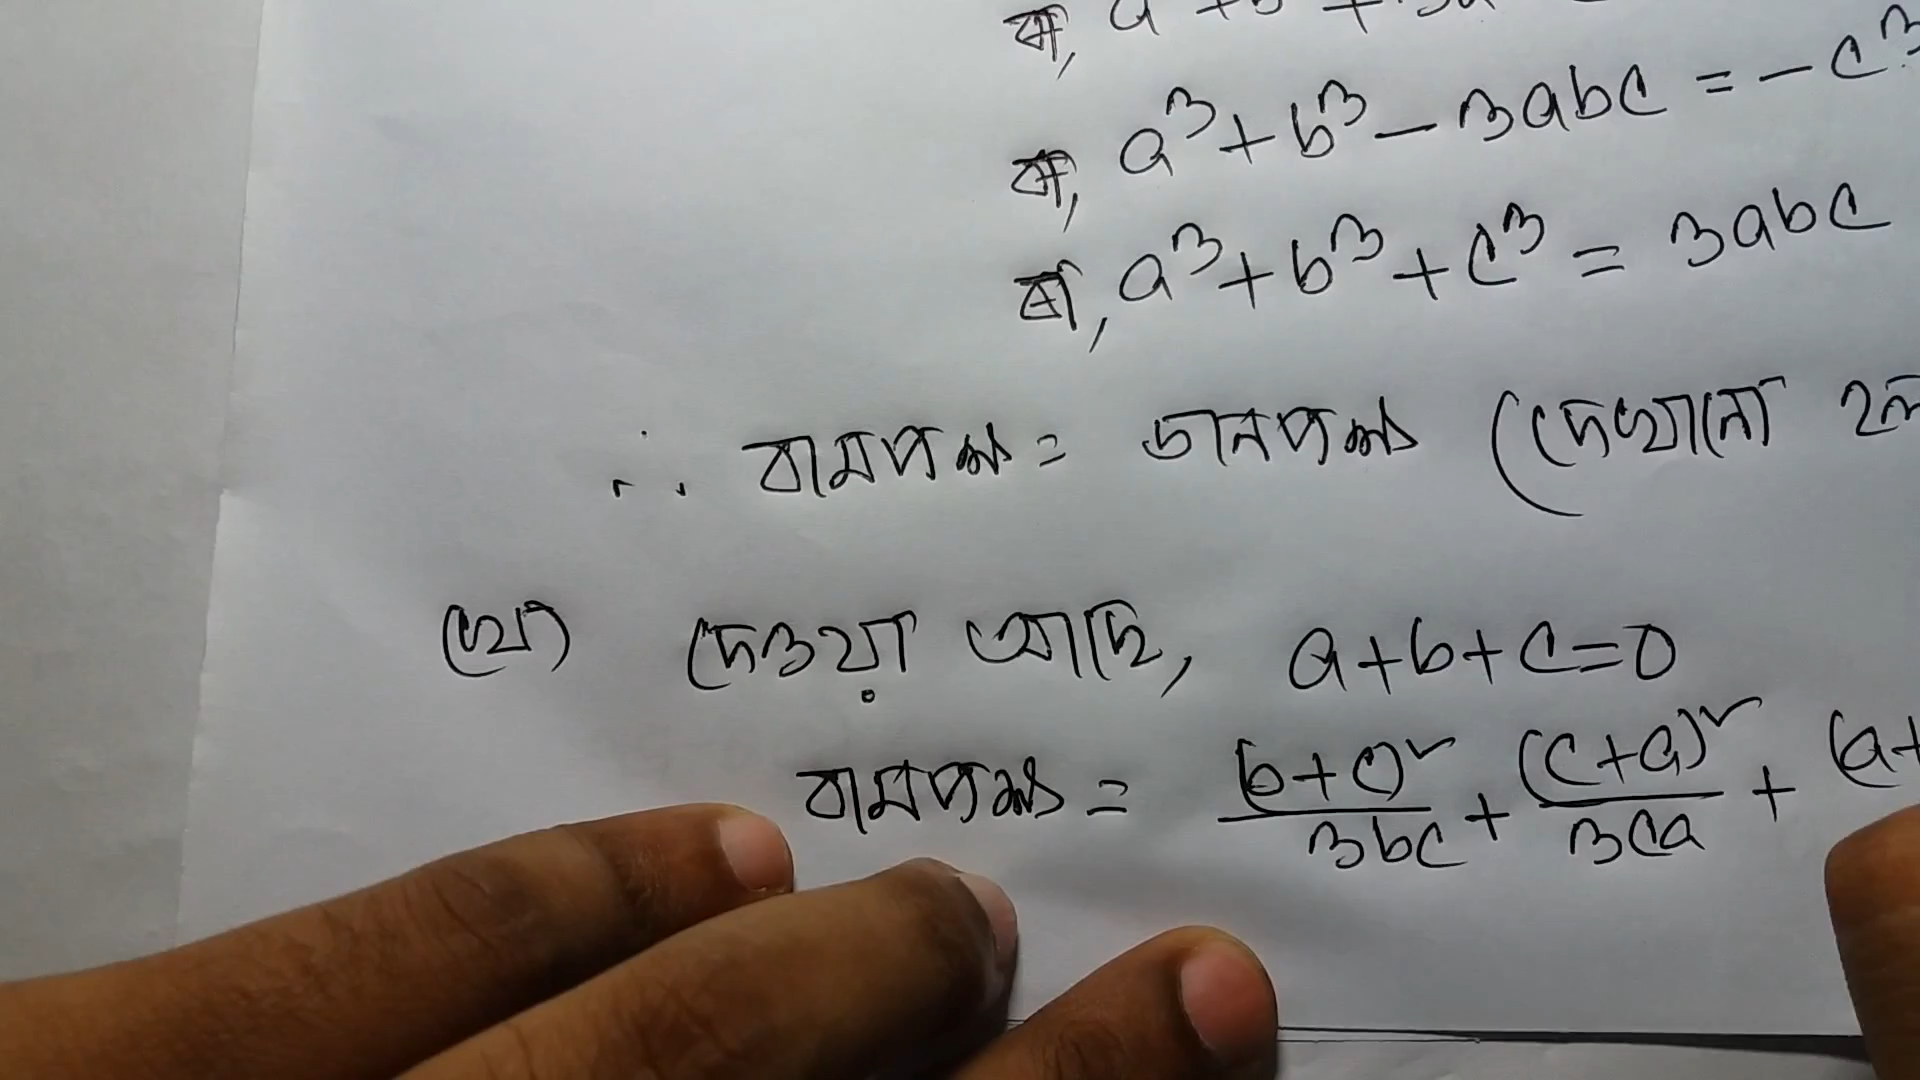 বা, a³ + b³ - 3abc = - c³
বা, a³ + b³ + c³ = 3abc
∴ বামপক্ষ = ডানপক্ষ (দেখানো
(খ) দেওয়া আছে, a+b+c=0
বামপক্ষ = (b+c)²/3bc + (c+a)²/3ca + (a+